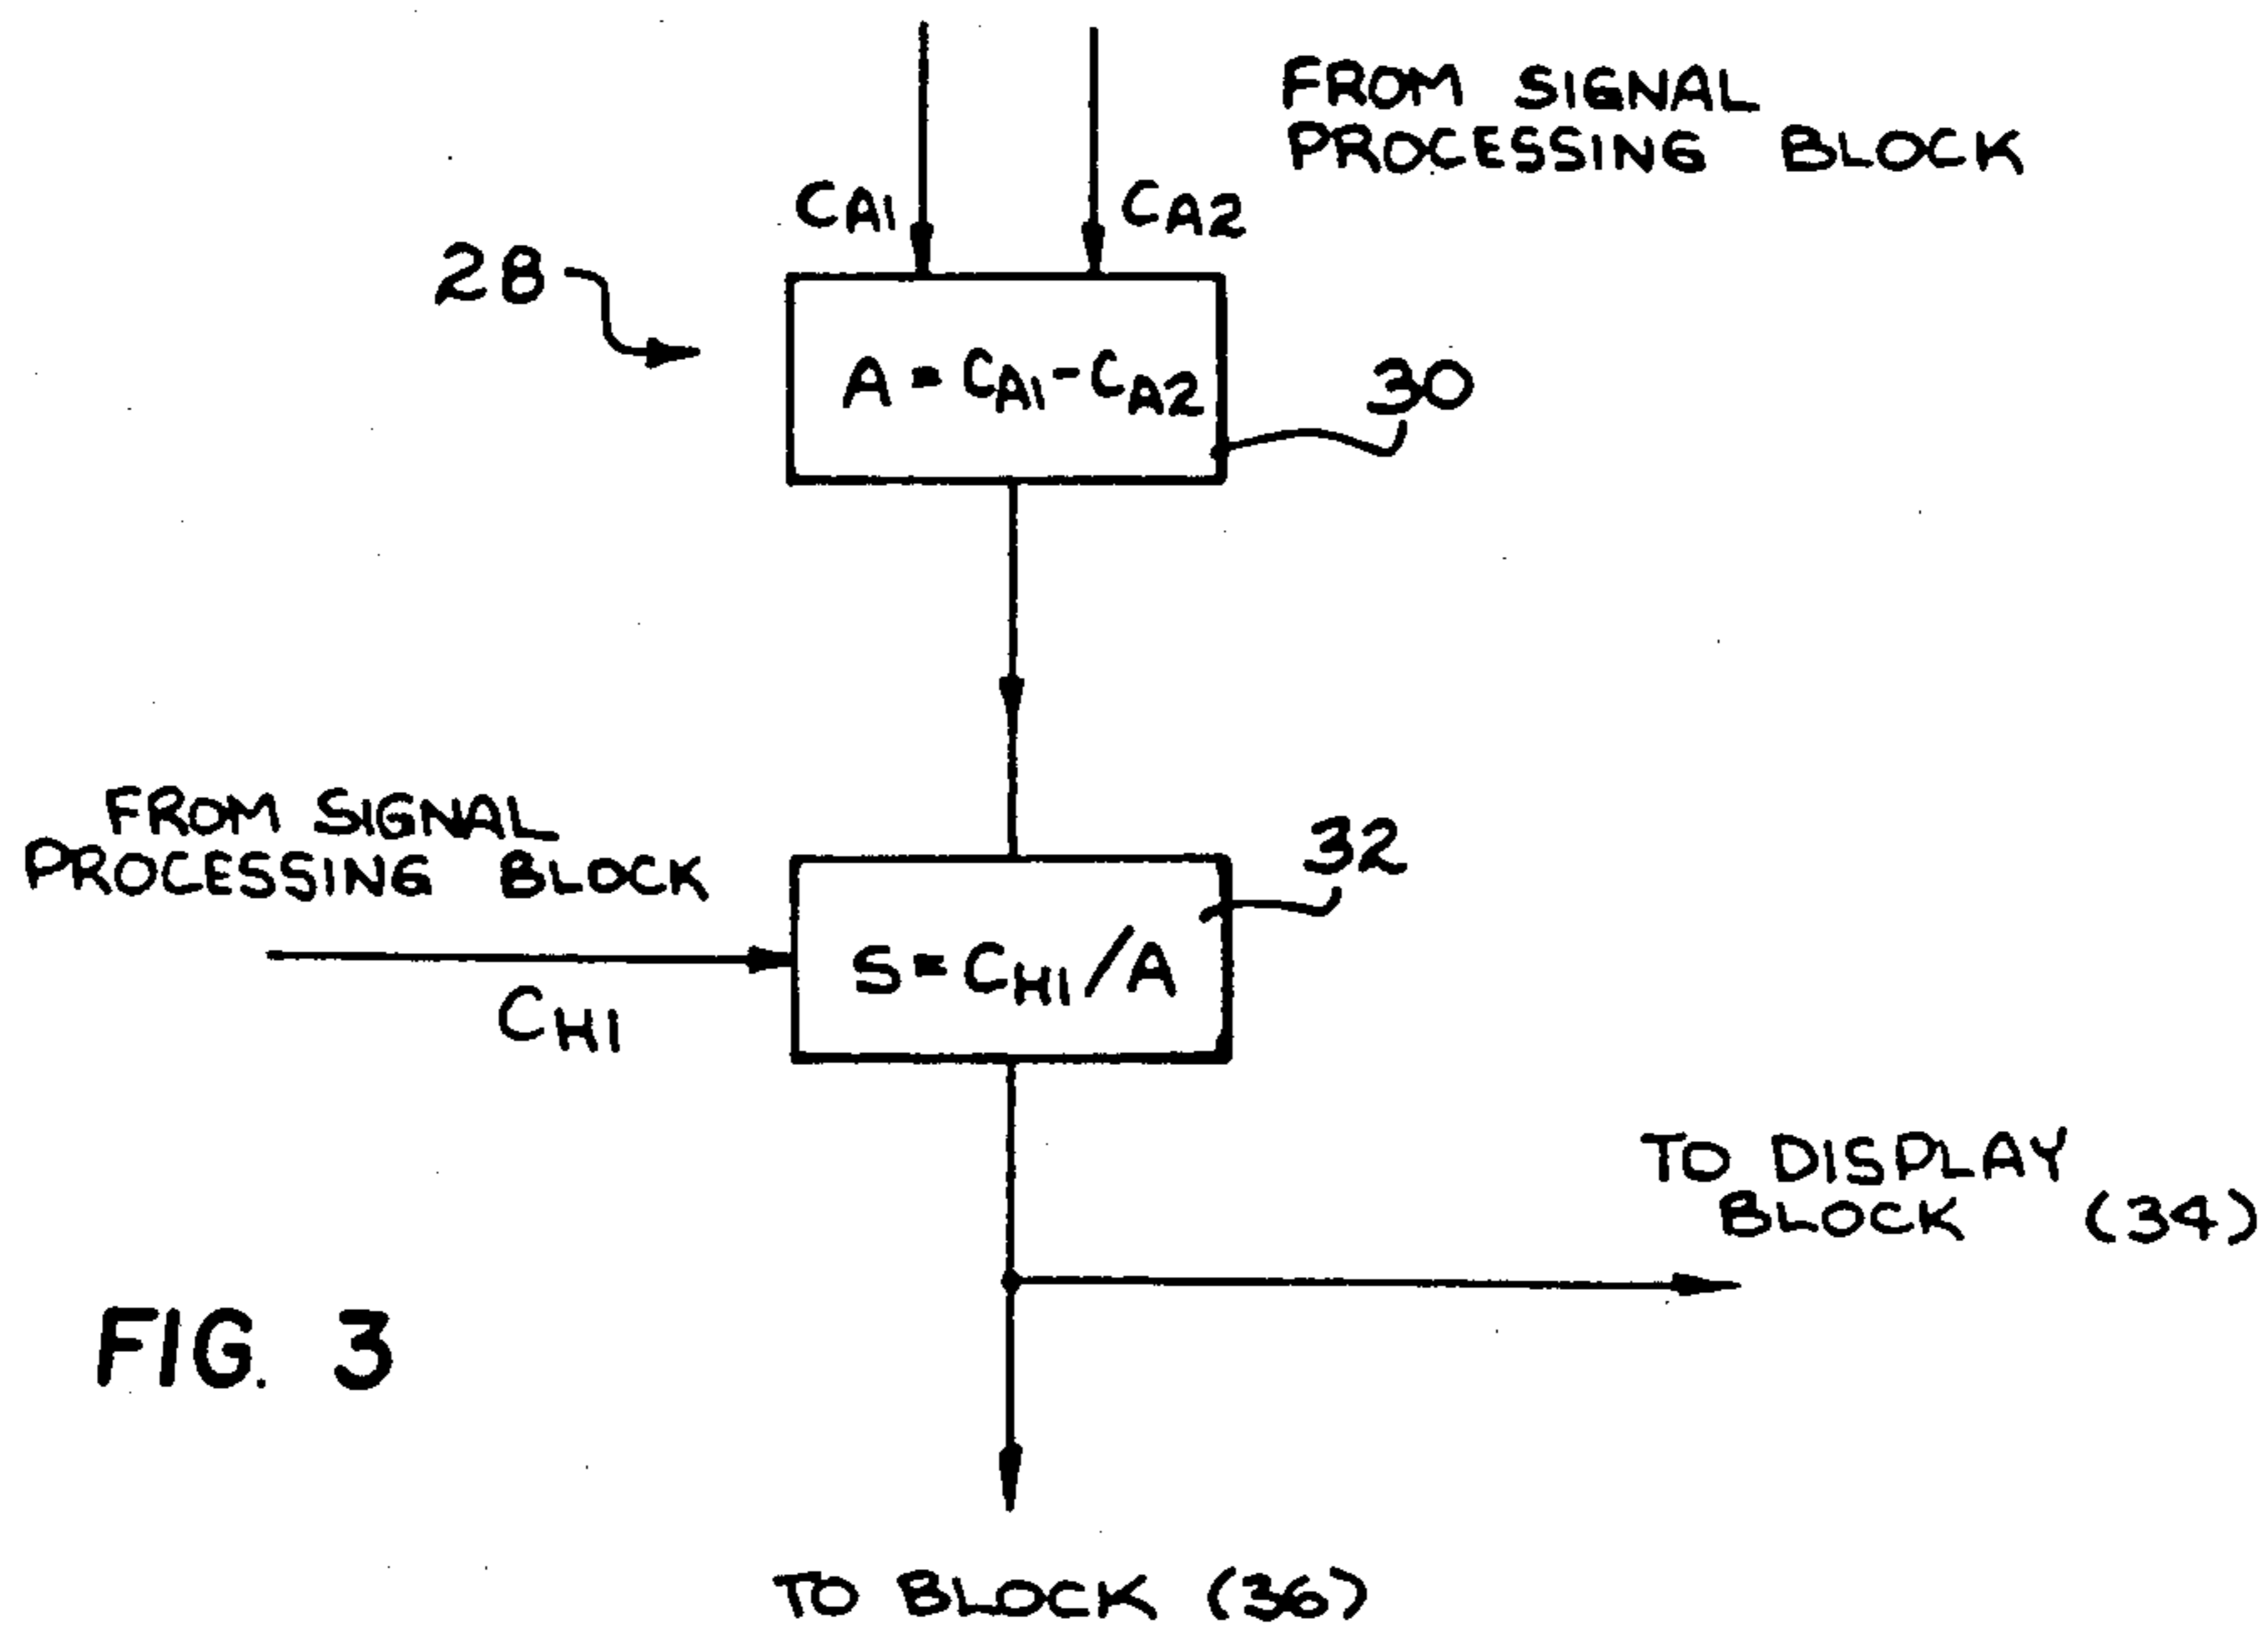 FROM SIGNAL
PROCESSING BLOCK
CA1
CA2
28
A = CA1 - CA2
30
FROM SIGNAL
PROCESSING BLOCK
32
S = CH1 / A
CH1
TO DISPLAY
BLOCK (34)
FIG. 3
TO BLOCK (36)